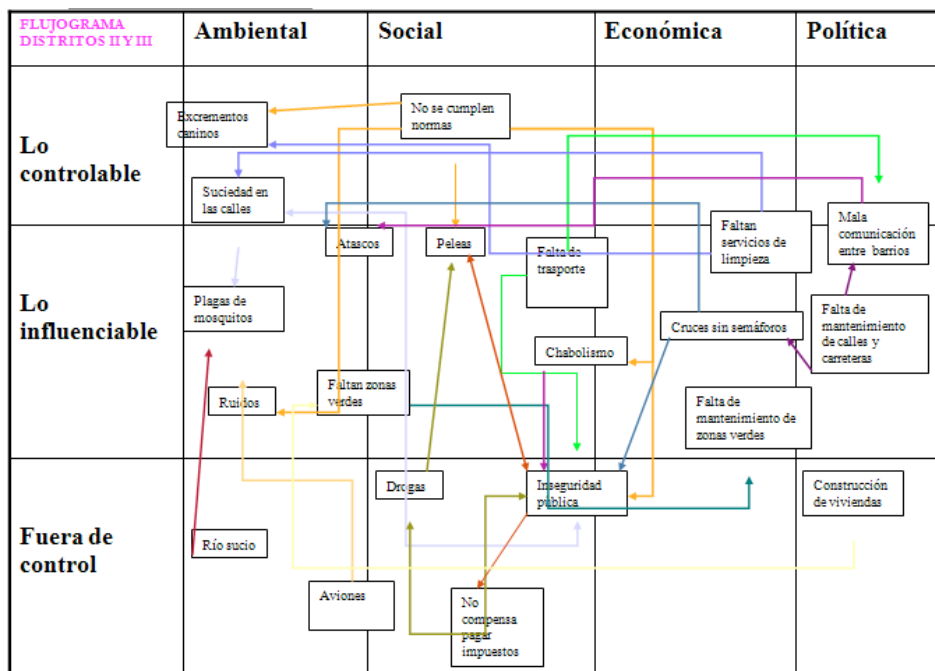 FLUJOGRAMA
DISTRITOS II Y III
Ambiental
Social
Económica
Política
Lo
controlable
Excrementos
caninos
No se cumplen
normas
Suciedad en
las calles
Faltan
servicios de
limpieza
Mala
comunicación
entre barrios
Lo
influenciable
Atascos
Peleas
Falta de
trasporte
Plagas de
mosquitos
Cruces sin semáforos
Falta de
mantenimiento
de calles y
carreteras
Chabolismo
Ruidos
Faltan zonas
verdes
Falta de
mantenimiento de
zonas verdes
Fuera de
control
Drogas
Inseguridad
pública
Construcción
de viviendas
Río sucio
Aviones
No
compensa
pagar
impuestos